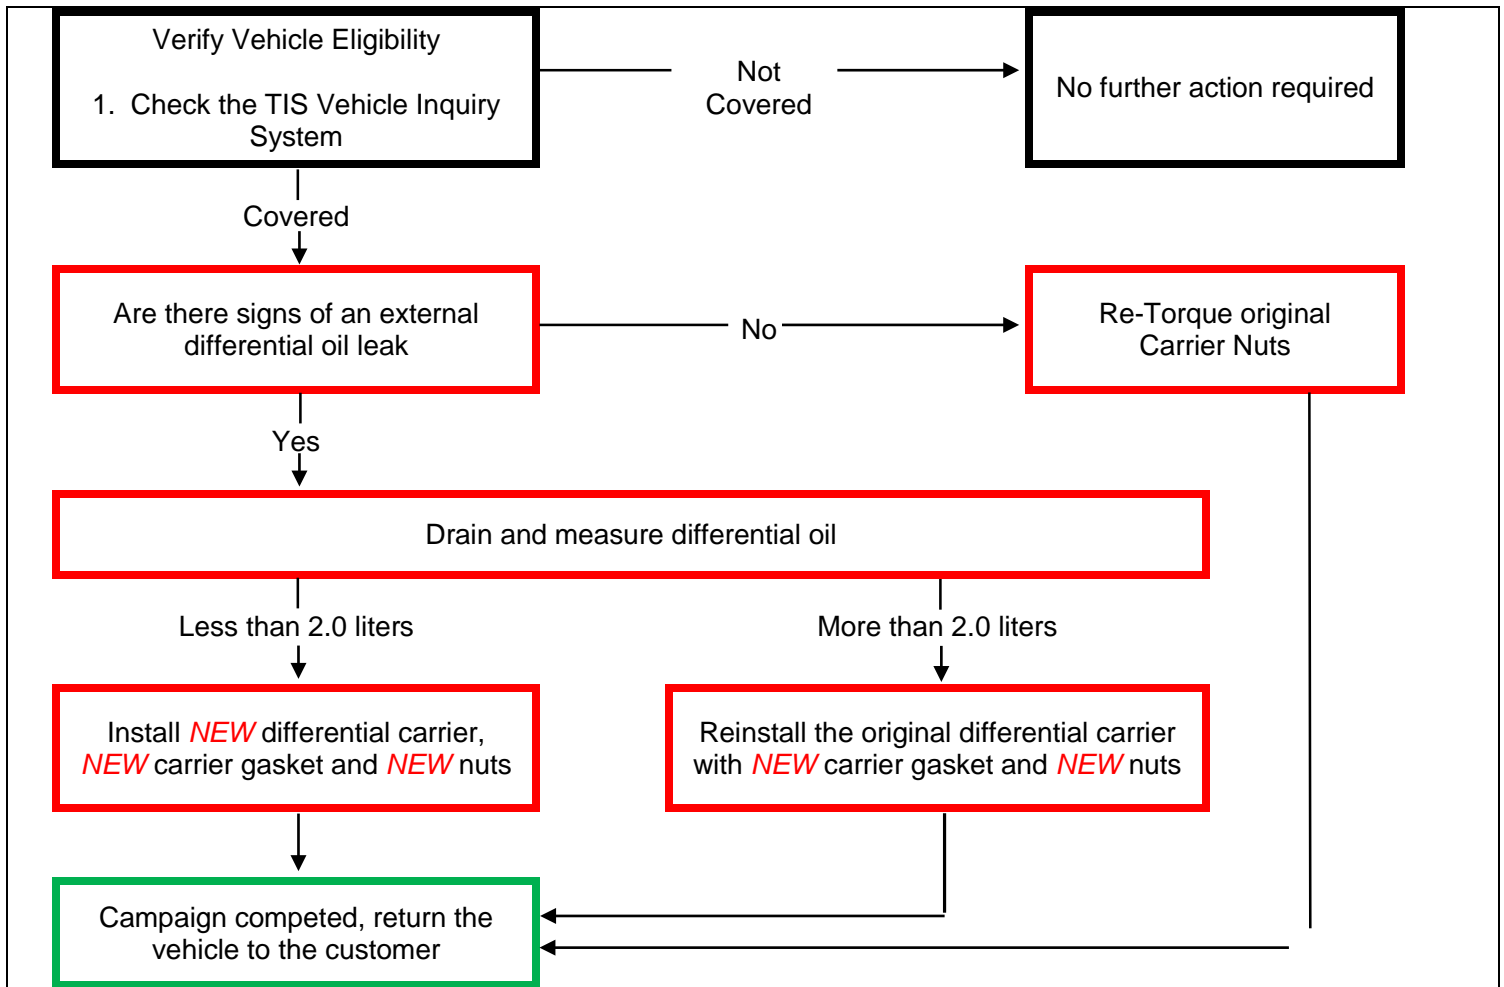 Verify Vehicle Eligibility
1. Check the TIS Vehicle Inquiry
System
Not
Covered
No further action required
Covered
Are there signs of an external
differential oil leak
No
Re-Torque original
Carrier Nuts
Yes
Drain and measure differential oil
Less than 2.0 liters
More than 2.0 liters
Install NEW differential carrier,
NEW carrier gasket and NEW nuts
Reinstall the original differential carrier
with NEW carrier gasket and NEW nuts
Campaign competed, return the
vehicle to the customer